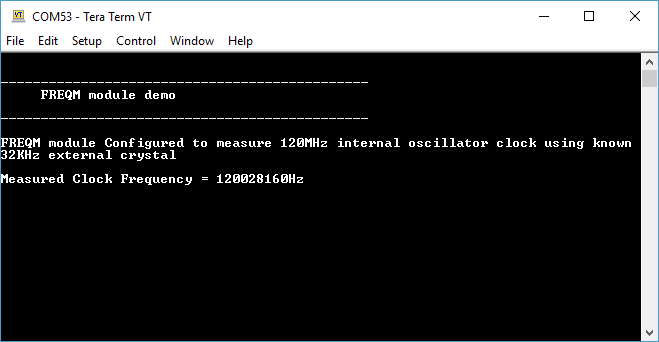 COM53 - Tera Term VT
File Edit Setup Control Window Help
----------------------------------------------
FREQM module demo
----------------------------------------------
FREQM module Configured to measure 120MHz internal oscillator clock using known
32KHz external crystal
Measured Clock Frequency = 120028160Hz